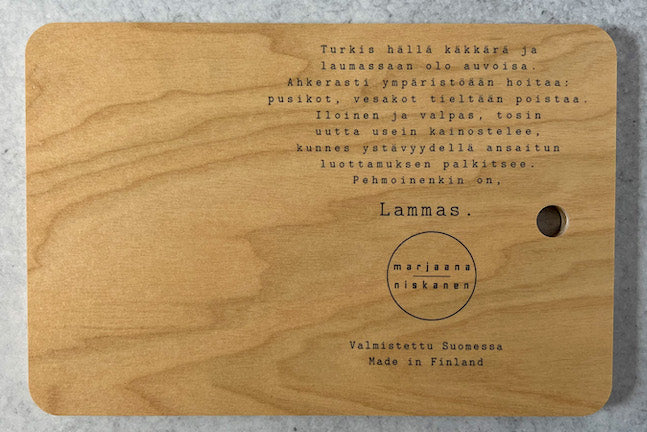 Turkis hällä käkkärä ja
laumassaan olo auvoisa.
Ahkerasti ympäristöään hoitaa:
pusikot, vesakot tieltään poistaa.
Iloinen ja valpas, tosin
uutta usein kainostelee,
kunnes ystävyydellä ansaitun
luottamuksen palkitsee.
Pehmoinenkin on,
Lammas.
marjaana
niskanen
Valmistettu Suomessa
Made in Finland